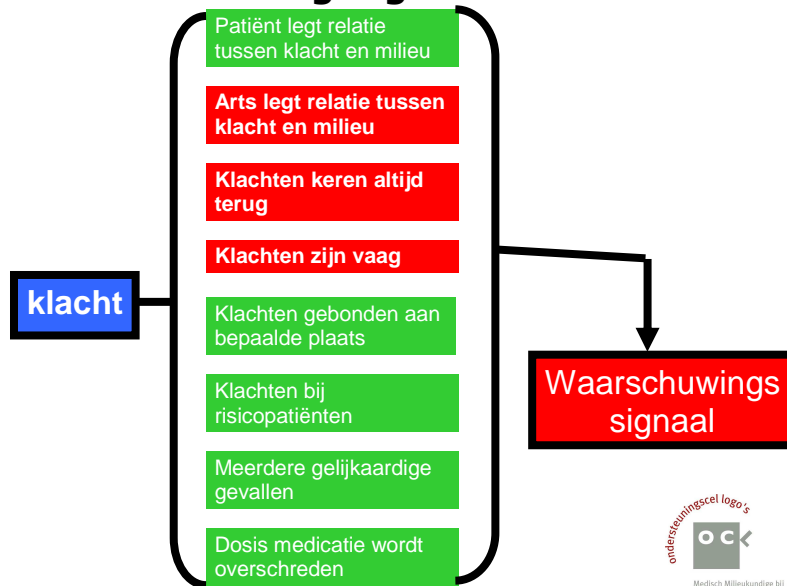 Patiënt legt relatie
tussen klacht en milieu
Arts legt relatie tussen
klacht en milieu
Klachten keren altijd
terug
Klachten zijn vaag
klacht
Klachten gebonden aan
bepaalde plaats
Klachten bij
risicopatiënten
Meerdere gelijkaardige
gevallen
Dosis medicatie wordt
overschreden
Waarschuwings
signaal
ondersteuningscel logo's
Medisch Milieukundige bij